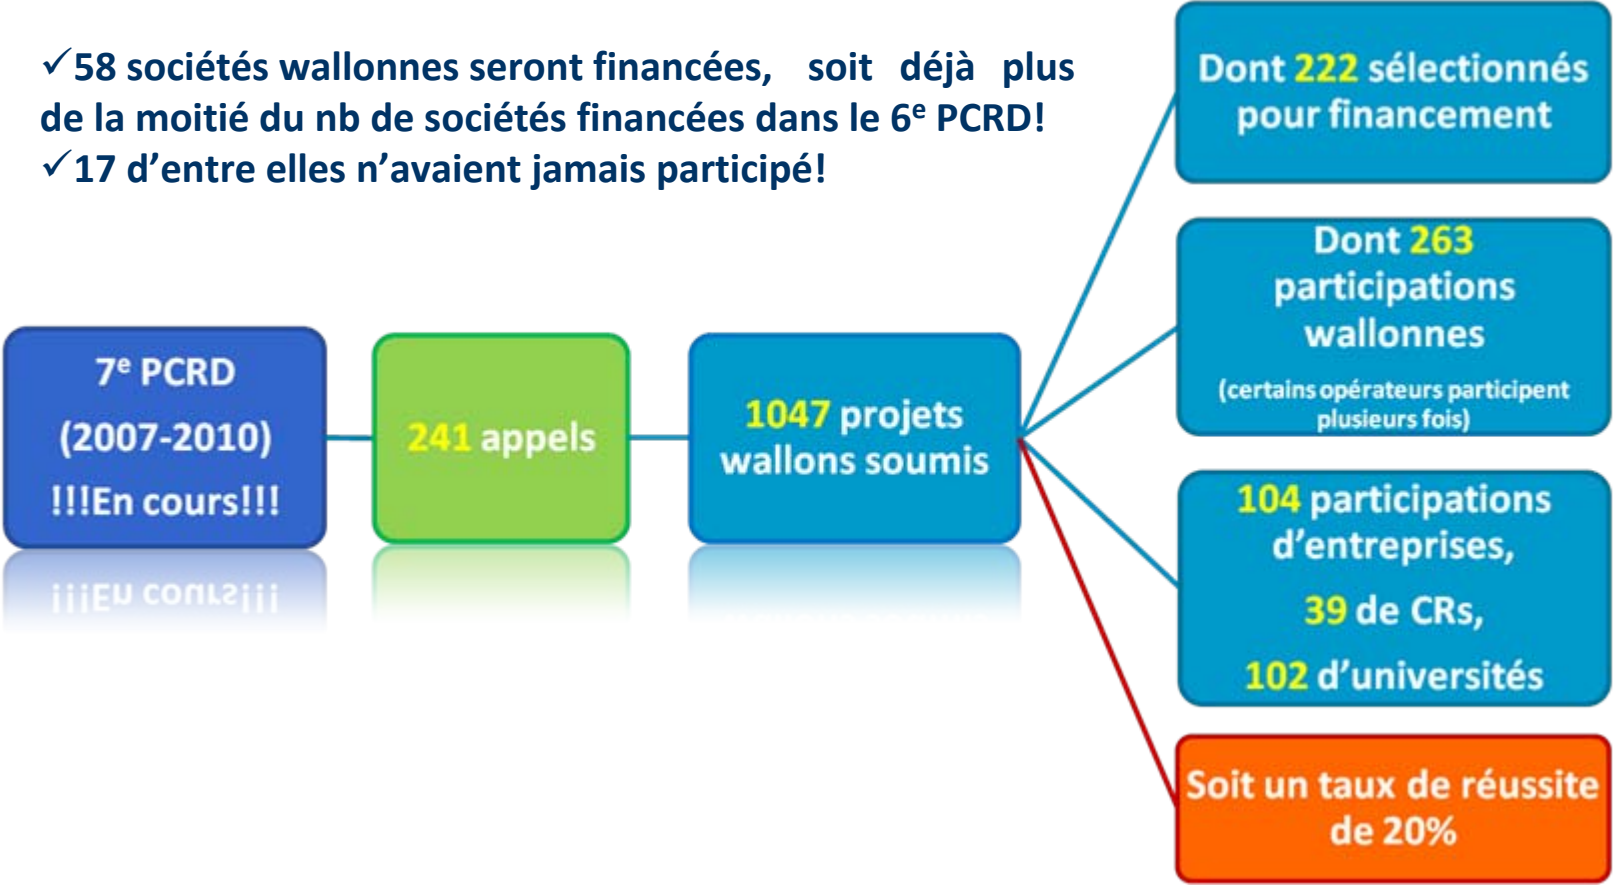 ✓58 sociétés wallonnes seront financées, soit déjà plus
de la moitié du nb de sociétés financées dans le 6e PCRD!
✓17 d’entre elles n’avaient jamais participé!
7e PCRD
(2007-2010)
!!!En cours!!!
241 appels
1047 projets
wallons soumis
Dont 222 sélectionnés
pour financement
Dont 263
participations
wallonnes
(certains opérateurs participent
plusieurs fois)
104 participations
d’entreprises,
39 de CRs,
102 d’universités
Soit un taux de réussite
de 20%